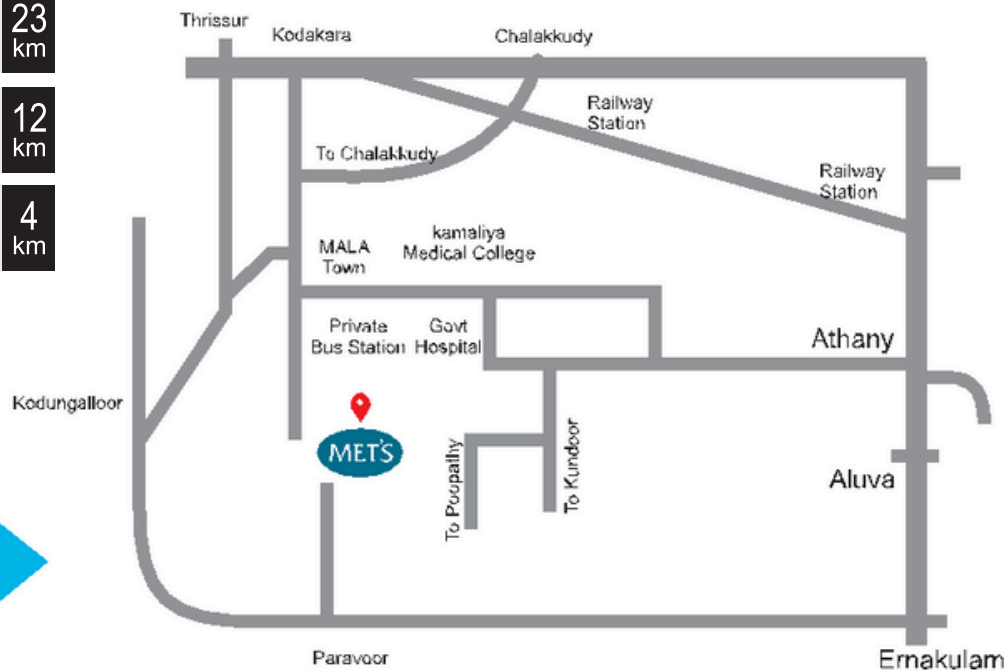 23
km
12
km
4
km
Thrissur
Kodakara
Chalakkudy
Railway
Station
To Chalakkudy
Railway
Station
kamaliya
Medical College
MALA
Town
Private
Bus Station
Govt
Hospital
Athany
Kodungalloor
MET'S
To Poopathy
To Kundoor
Aluva
Paravoor
Ernakulam